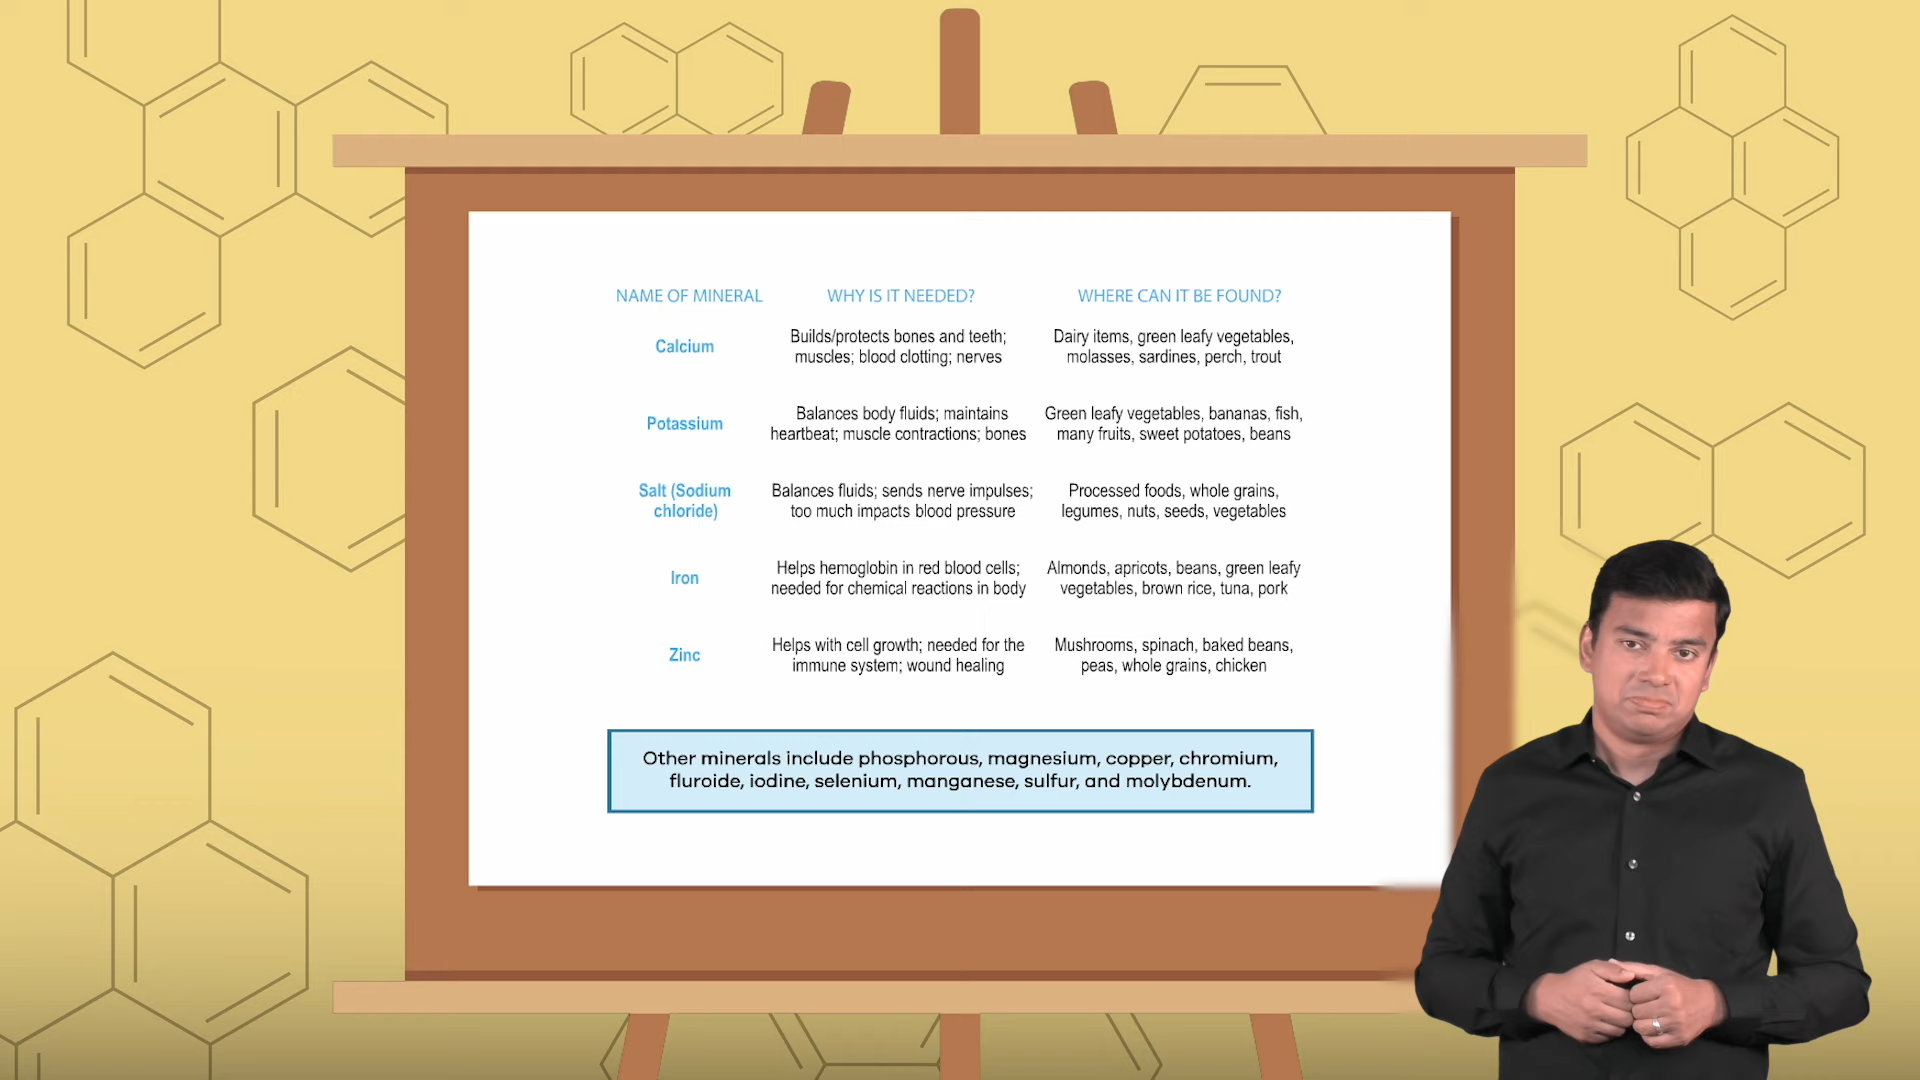 NAME OF MINERAL WHY IS IT NEEDED? WHERE CAN IT BE FOUND?
Calcium
Builds/protects bones and teeth;
muscles; blood clotting; nerves
Dairy items, green leafy vegetables,
molasses, sardines, perch, trout
Potassium
Balances body fluids; maintains
heartbeat; muscle contractions; bones
Green leafy vegetables, bananas, fish,
many fruits, sweet potatoes, beans
Salt (Sodium
chloride)
Balances fluids; sends nerve impulses;
too much impacts blood pressure
Processed foods, whole grains,
legumes, nuts, seeds, vegetables
Iron
Helps hemoglobin in red blood cells;
needed for chemical reactions in body
Almonds, apricots, beans, green leafy
vegetables, brown rice, tuna, pork
Zinc
Helps with cell growth; needed for the
immune system; wound healing
Mushrooms, spinach, baked beans,
peas, whole grains, chicken
Other minerals include phosphorous, magnesium, copper, chromium,
fluroide, iodine, selenium, manganese, sulfur, and molybdenum.